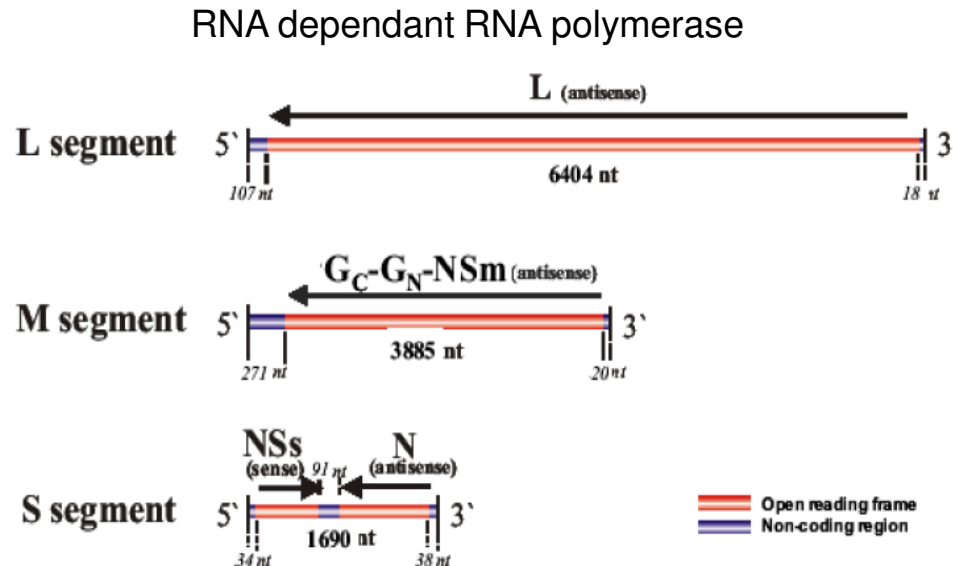 RNA dependant RNA polymerase
L (antisense)
L segment 5` 3
107 nt 6404 nt 18 nt
GC-GN-NSm (antisense)
M segment 5` 3`
271 nt 3885 nt 20nt
NSs N
(sense) 91 nt (antisense)
S segment 5` 3`
34 nt 1690 nt 38 nt
Open reading frame
Non-coding region